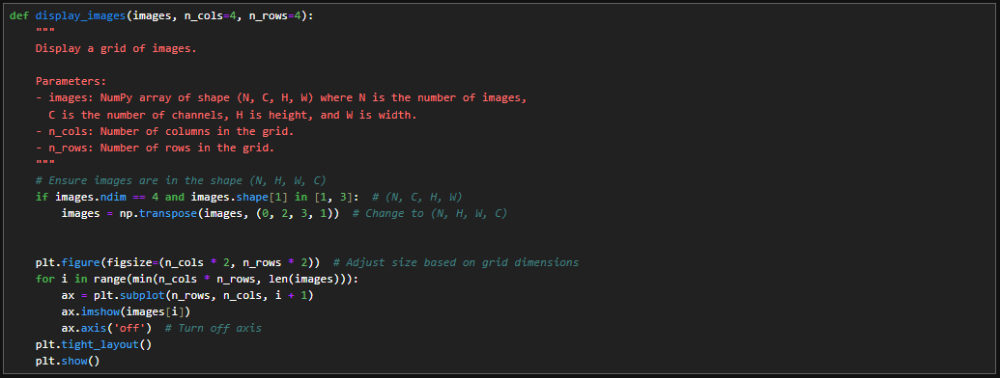 def display_images(images, n_cols=4, n_rows=4):
    """
    Display a grid of images.

    Parameters:
    - images: NumPy array of shape (N, C, H, W) where N is the number of images,
      C is the number of channels, H is height, and W is width.
    - n_cols: Number of columns in the grid.
    - n_rows: Number of rows in the grid.
    """
    # Ensure images are in the shape (N, H, W, C)
    if images.ndim == 4 and images.shape[1] in [1, 3]:  # (N, C, H, W)
        images = np.transpose(images, (0, 2, 3, 1))  # Change to (N, H, W, C)


    plt.figure(figsize=(n_cols * 2, n_rows * 2))  # Adjust size based on grid dimensions
    for i in range(min(n_cols * n_rows, len(images))):
        ax = plt.subplot(n_rows, n_cols, i + 1)
        ax.imshow(images[i])
        ax.axis('off')  # Turn off axis
    plt.tight_layout()
    plt.show()